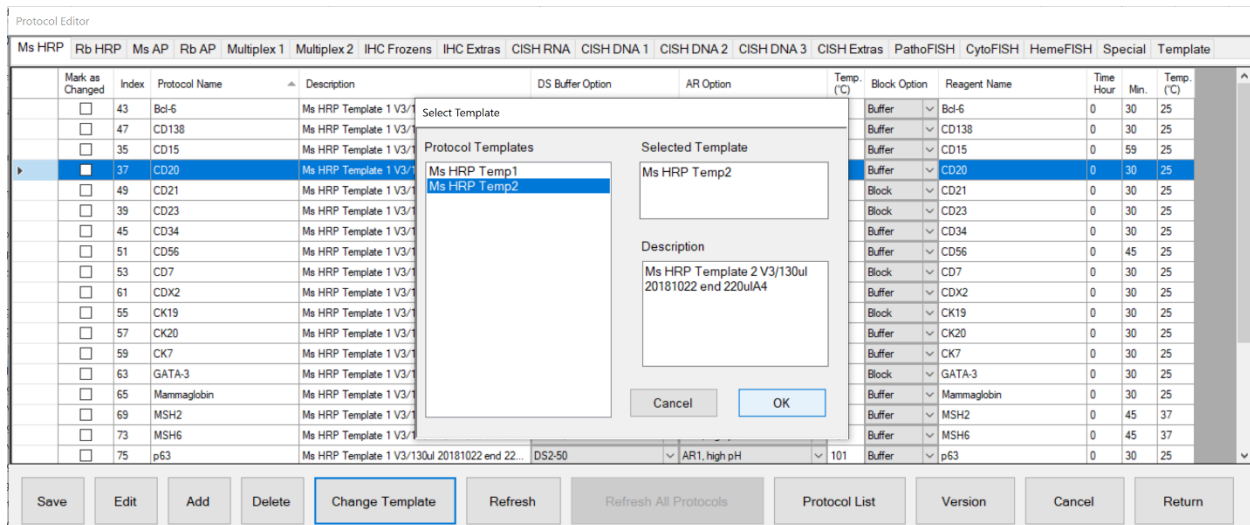 Protocol Editor
Ms HRP Rb HRP Ms AP Rb AP Multiplex 1 Multiplex 2 IHC Frozens IHC Extras CISH RNA CISH DNA 1 CISH DNA 2 CISH DNA 3 CISH Extras PathoFISH CytoFISH HemeFISH Special Template
Mark as Changed Index Protocol Name Description DS Buffer Option AR Option Temp. (°C) Block Option Reagent Name Time Hour Min. Temp. (°C)
43 Bcl-6 Ms HRP Template 1 V3/1 Buffer Bcl-6 0 30 25
47 CD138 Ms HRP Template 1 V3/1 Buffer CD138 0 30 25
35 CD15 Ms HRP Template 1 V3/1 Buffer CD15 0 59 25
37 CD20 Ms HRP Template 1 V3/1 Buffer CD20 0 30 25
49 CD21 Ms HRP Template 1 V3/1 Block CD21 0 30 25
39 CD23 Ms HRP Template 1 V3/1 Block CD23 0 30 25
45 CD34 Ms HRP Template 1 V3/1 Buffer CD34 0 30 25
51 CD56 Ms HRP Template 1 V3/1 Buffer CD56 0 45 25
53 CD7 Ms HRP Template 1 V3/1 Block CD7 0 30 25
61 CDX2 Ms HRP Template 1 V3/1 Buffer CDX2 0 30 25
55 CK19 Ms HRP Template 1 V3/1 Block CK19 0 30 25
57 CK20 Ms HRP Template 1 V3/1 Buffer CK20 0 30 25
59 CK7 Ms HRP Template 1 V3/1 Buffer CK7 0 30 25
63 GATA-3 Ms HRP Template 1 V3/1 Block GATA-3 0 30 25
65 Mammaglobin Ms HRP Template 1 V3/1 Buffer Mammaglobin 0 30 25
69 MSH2 Ms HRP Template 1 V3/1 Buffer MSH2 0 45 37
73 MSH6 Ms HRP Template 1 V3/1 Buffer MSH6 0 45 37
75 p63 Ms HRP Template 1 V3/130ul 20181022 end 22... DS2-50 AR1, high pH 101 Buffer p63 0 30 25
Select Template
Protocol Templates
Ms HRP Temp1
Ms HRP Temp2
Selected Template
Ms HRP Temp2
Description
Ms HRP Template 2 V3/130ul
20181022 end 220ulA4
Cancel OK
Save Edit Add Delete Change Template Refresh Refresh All Protocols Protocol List Version Cancel Return